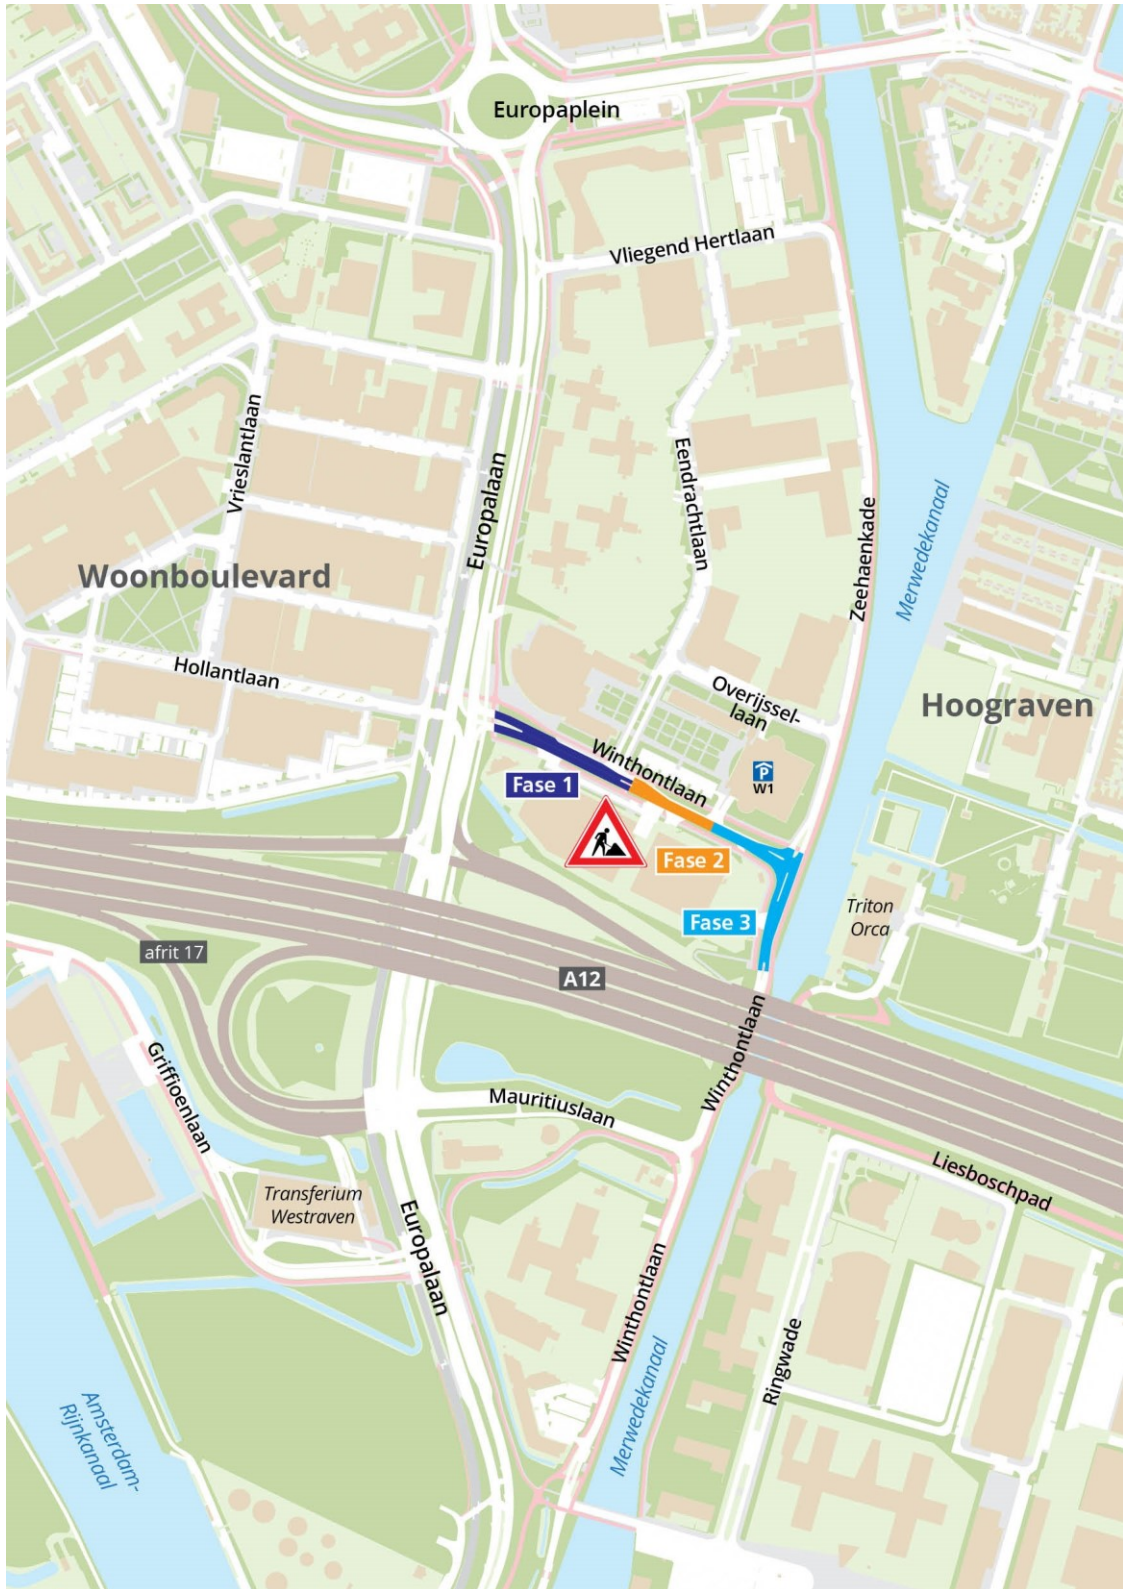 Europaplein
Vliegend Hertlaan
Vrieslantlaan
Europalaan
Eendrachtlaan
Zeehaenkade
Merwedekanaal
Woonboulevard
Hollantlaan
Overijssel-
laan
Hoograven
Winthontlaan
P
W1
Fase 1
Fase 2
Fase 3
Triton
Orca
afrit 17
A12
Winthontlaan
Griffioenlaan
Mauritiuslaan
Liesboschpad
Transferium
Westraven
Europalaan
Winthontlaan
Ringwade
Merwedekanaal
Amsterdam-
Rijnkanaal